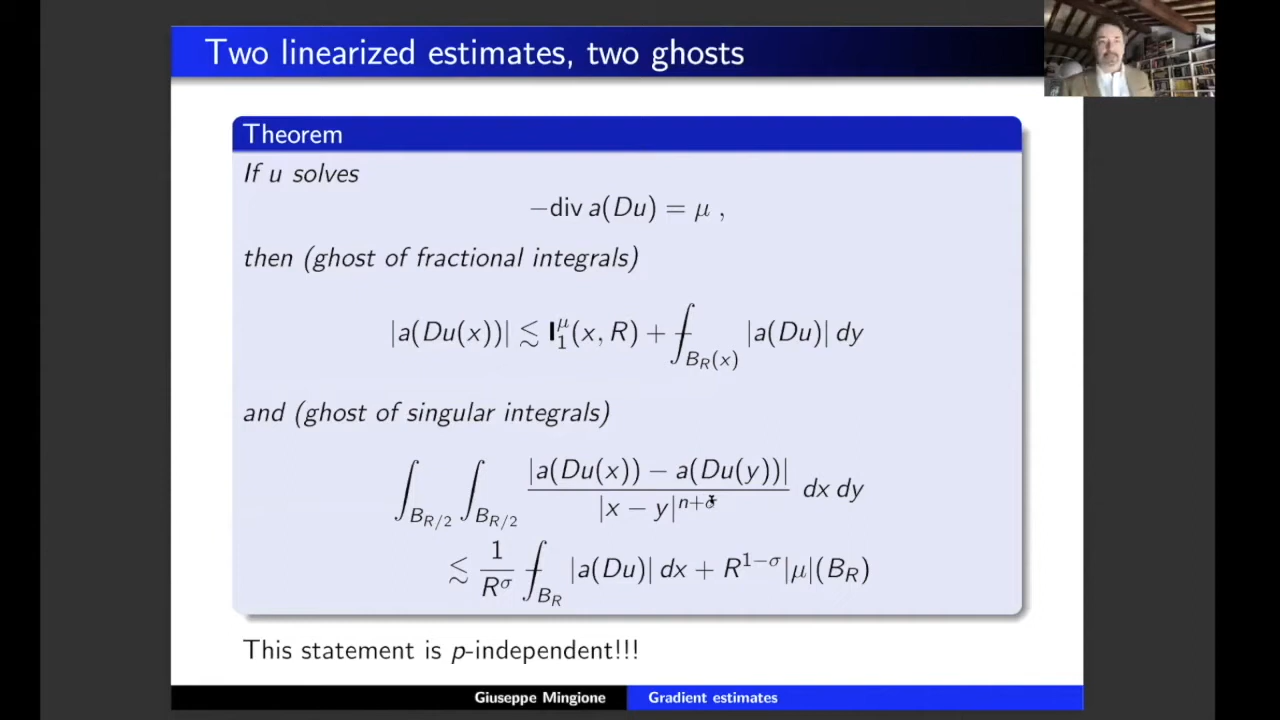 Two linearized estimates, two ghosts
Theorem
If u solves
−div a(Du) = μ ,
then (ghost of fractional integrals)
|a(Du(x))| ≲ I₁^μ(x, R) + ⨍_{B_R(x)} |a(Du)| dy
and (ghost of singular integrals)
∫_{B_{R/2}} ∫_{B_{R/2}} |a(Du(x)) − a(Du(y))| / |x − y|^{n+σ} dx dy
≲ 1/R^σ ⨍_{B_R} |a(Du)| dx + R^{1−σ}|μ|(B_R)
This statement is p-independent!!!
Giuseppe Mingione Gradient estimates